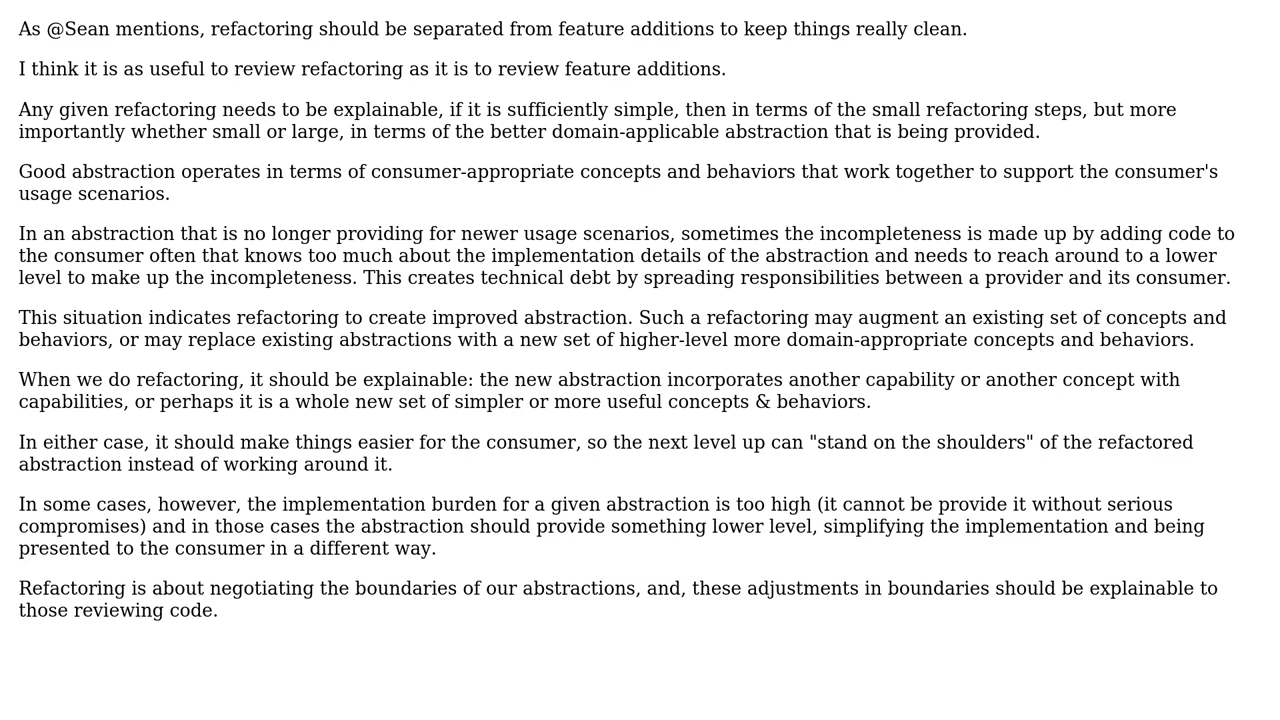 As @Sean mentions, refactoring should be separated from feature additions to keep things really clean.
I think it is as useful to review refactoring as it is to review feature additions.
Any given refactoring needs to be explainable, if it is sufficiently simple, then in terms of the small refactoring steps, but more
importantly whether small or large, in terms of the better domain-applicable abstraction that is being provided.
Good abstraction operates in terms of consumer-appropriate concepts and behaviors that work together to support the consumer's
usage scenarios.
In an abstraction that is no longer providing for newer usage scenarios, sometimes the incompleteness is made up by adding code to
the consumer often that knows too much about the implementation details of the abstraction and needs to reach around to a lower
level to make up the incompleteness. This creates technical debt by spreading responsibilities between a provider and its consumer.
This situation indicates refactoring to create improved abstraction. Such a refactoring may augment an existing set of concepts and
behaviors, or may replace existing abstractions with a new set of higher-level more domain-appropriate concepts and behaviors.
When we do refactoring, it should be explainable: the new abstraction incorporates another capability or another concept with
capabilities, or perhaps it is a whole new set of simpler or more useful concepts & behaviors.
In either case, it should make things easier for the consumer, so the next level up can "stand on the shoulders" of the refactored
abstraction instead of working around it.
In some cases, however, the implementation burden for a given abstraction is too high (it cannot be provide it without serious
compromises) and in those cases the abstraction should provide something lower level, simplifying the implementation and being
presented to the consumer in a different way.
Refactoring is about negotiating the boundaries of our abstractions, and, these adjustments in boundaries should be explainable to
those reviewing code.